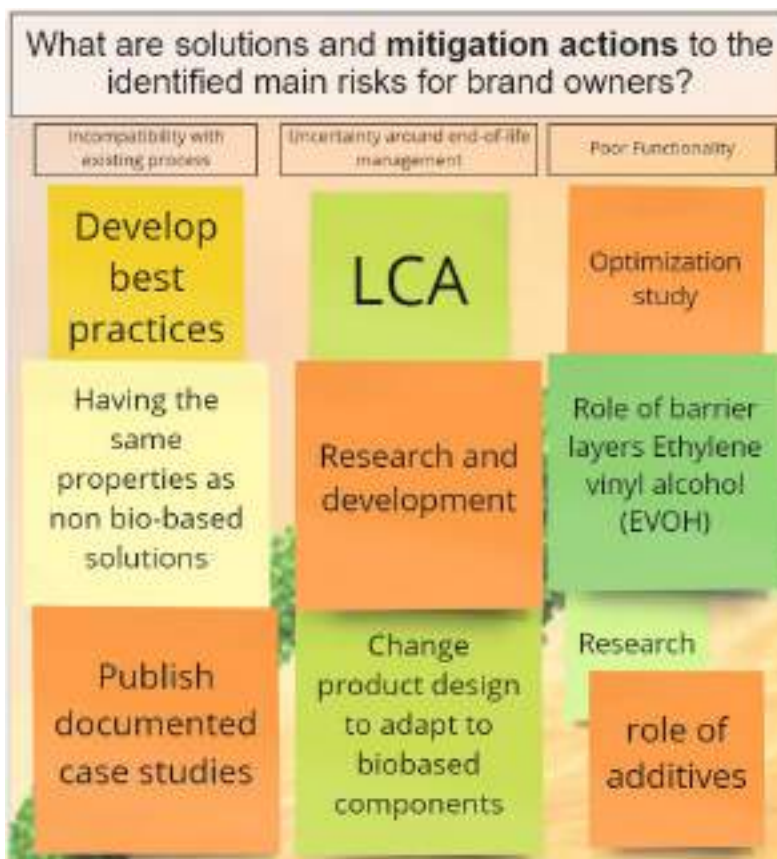 What are solutions and mitigation actions to the
identified main risks for brand owners?
Incompatibility with
existing process
Uncertainty around end-of-life
management
Poor Functionality
Develop
best
practices
LCA
Optimization
study
Having the
same
properties as
non bio-based
solutions
Research and
development
Role of barrier
layers Ethylene
vinyl alcohol
(EVOH)
Publish
documented
case studies
Change
product design
to adapt to
biobased
components
Research
role of
additives